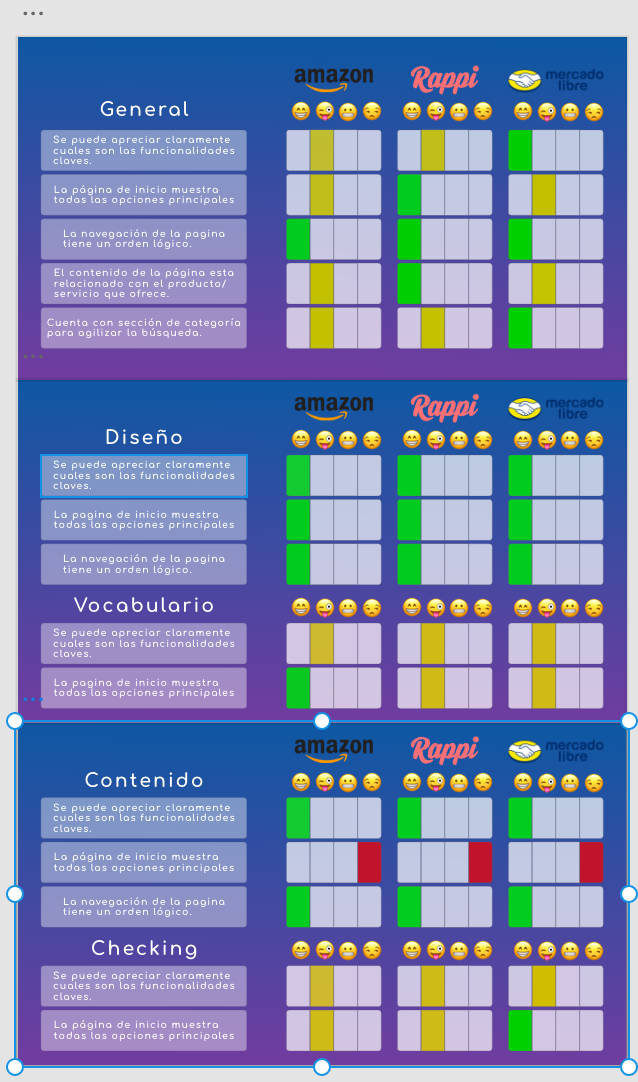 amazon
Rappi
mercado
libre
General
Se puede apreciar claramente
cuales son las funcionalidades
claves.
La página de inicio muestra
todas las opciones principales
La navegación de la pagina
tiene un orden lógico.
El contenido de la página esta
relacionado con el producto/
servicio que ofrece.
Cuenta con sección de categoría
para agilizar la búsqueda.
amazon
Rappi
mercado
libre
Diseño
Se puede apreciar claramente
cuales son las funcionalidades
claves.
La pagina de inicio muestra
todas las opciones principales
La navegación de la pagina
tiene un orden lógico.
Vocabulario
Se puede apreciar claramente
cuales son las funcionalidades
claves.
La pagina de inicio muestra
todas las opciones principales
amazon
Rappi
mercado
libre
Contenido
Se puede apreciar claramente
cuales son las funcionalidades
claves.
La página de inicio muestra
todas las opciones principales
La navegación de la pagina
tiene un orden lógico.
Checking
Se puede apreciar claramente
cuales son las funcionalidades
claves.
La página de inicio muestra
todas las opciones principales